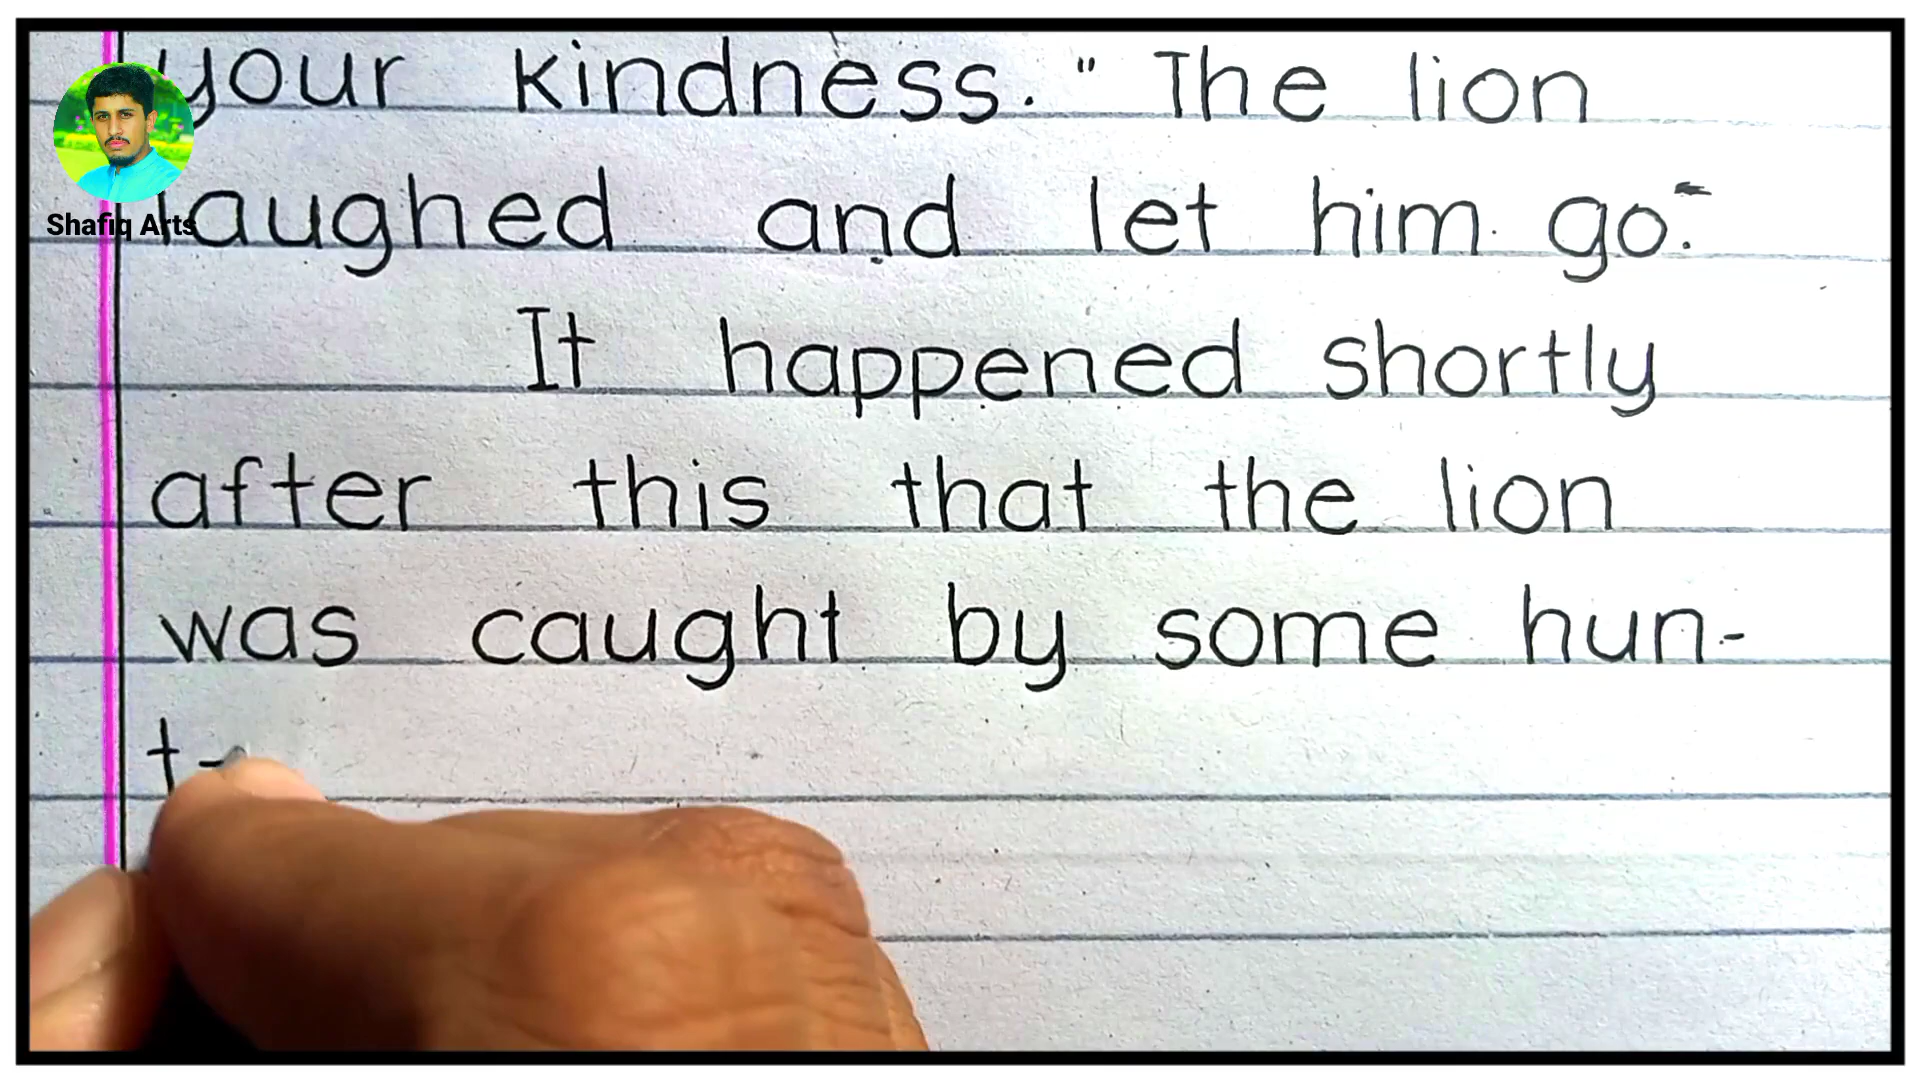 your kindness." The lion
Shafiq Arts
laughed and let him go.
It happened shortly
after this that the lion
was caught by some hun-
t